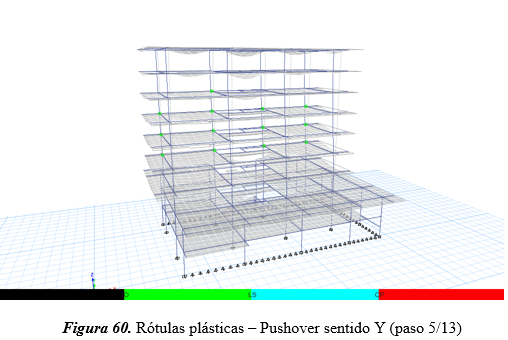 Z
IO
LS
CP
Figura 60. Rótulas plásticas – Pushover sentido Y (paso 5/13)